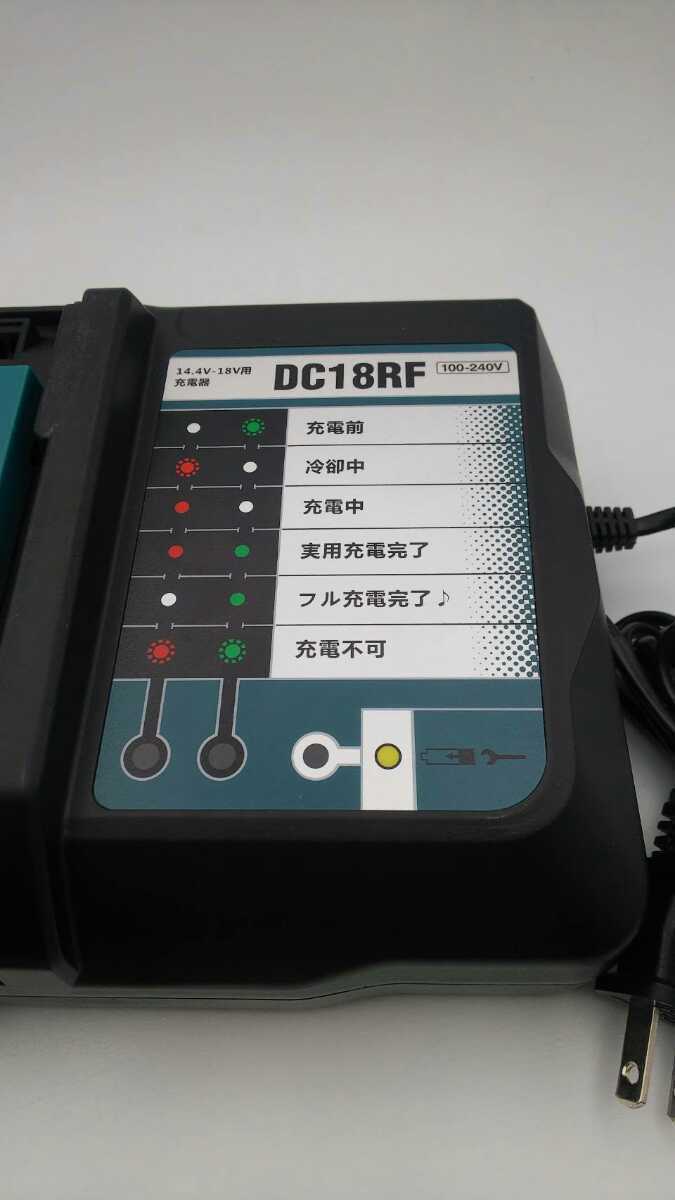 14.4V-18V用
充電器
DC18RF
100-240V
充電前
冷却中
充電中
実用充電完了
フル充電完了♪
充電不可